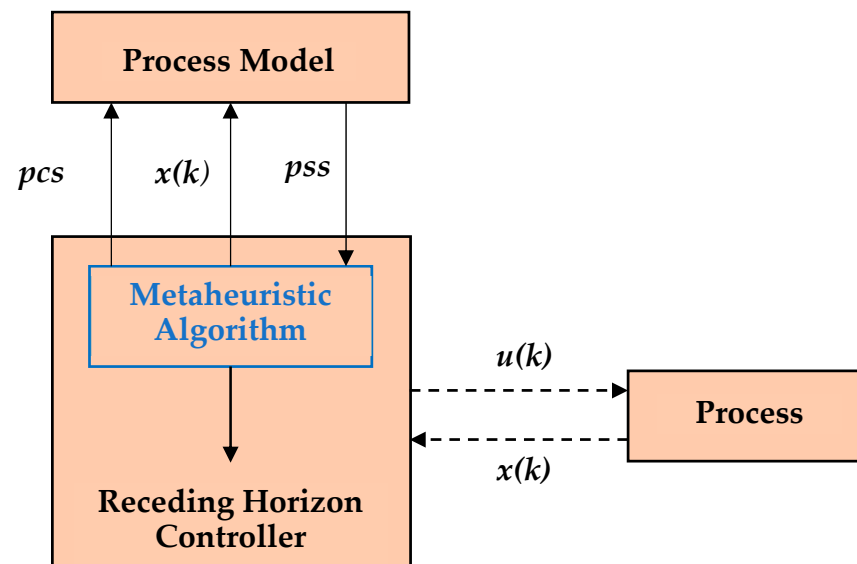 Process Model
pcs
x(k)
pss
Metaheuristic
Algorithm
u(k)
Process
x(k)
Receding Horizon
Controller